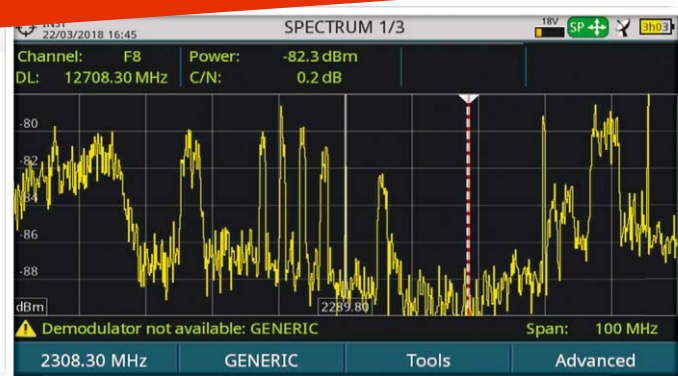 22/03/2018 16:45
SPECTRUM 1/3
18V
SP
3h03
Channel: F8 Power: -82.3 dBm
DL: 12708.30 MHz C/N: 0.2 dB
-80
-82
-84
-86
-88
dBm
2289.80
Demodulator not available: GENERIC
Span: 100 MHz
2308.30 MHz
GENERIC
Tools
Advanced